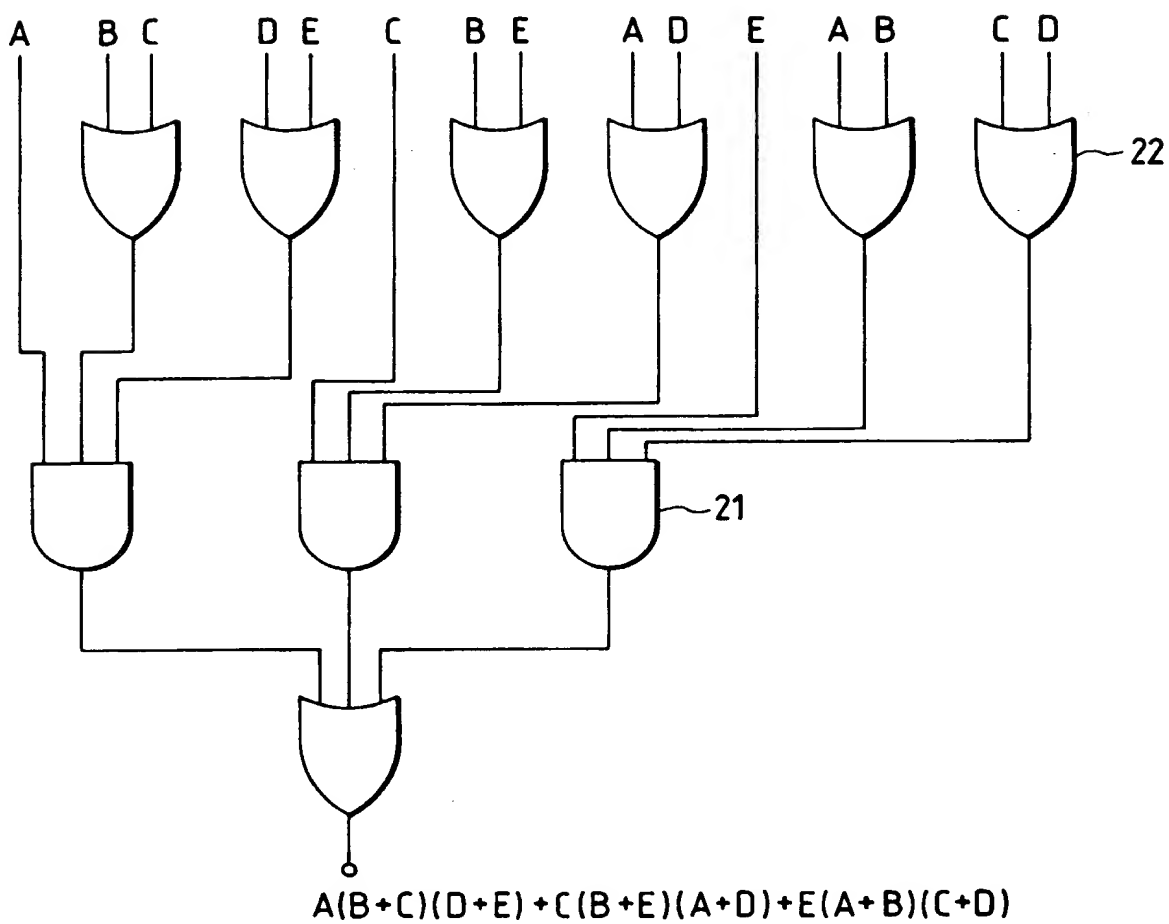 A B C D E C B E A D E A B C D
22
21
A(B+C)(D+E)+C(B+E)(A+D)+E(A+B)(C+D)